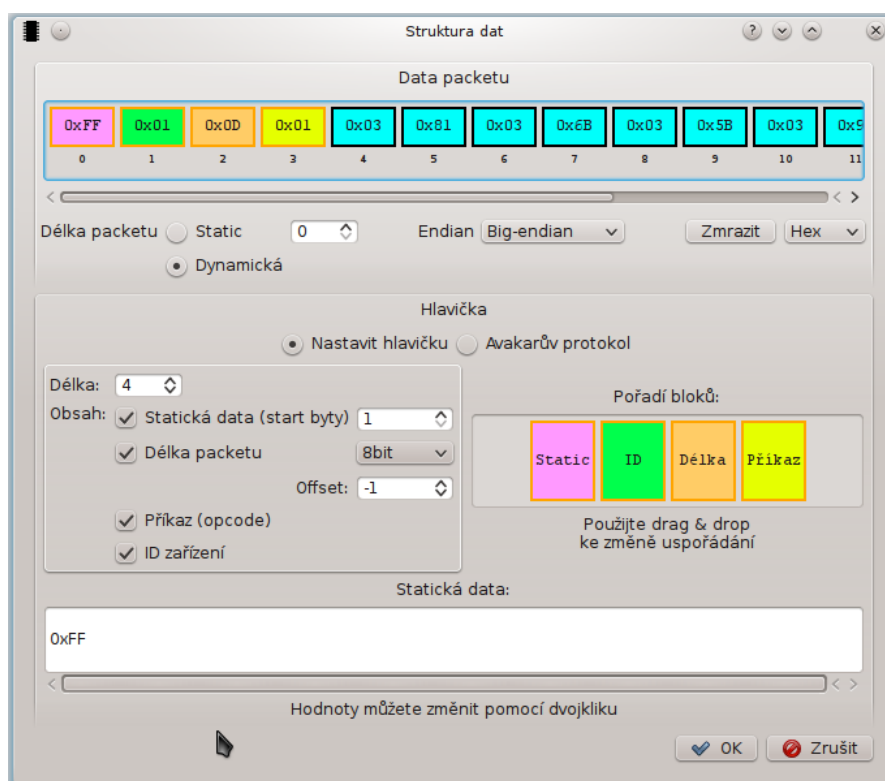 Struktura dat
Data packetu
0xFF 0x01 0x0D 0x01 0x03 0x81 0x03 0x6B 0x03 0x5B 0x03
0 1 2 3 4 5 6 7 8 9 10 11
Délka packetu Static 0 Endian Big-endian Zmrazit Hex
Dynamická
Hlavička
Nastavit hlavičku Avakarův protokol
Délka: 4
Obsah: Statická data (start byty) 1
Délka packetu 8bit
Offset: -1
Příkaz (opcode)
ID zařízení
Pořadí bloků:
Static ID Délka Příkaz
Použijte drag & drop
ke změně uspořádání
Statická data:
0xFF
Hodnoty můžete změnit pomocí dvojkliku
OK Zrušit